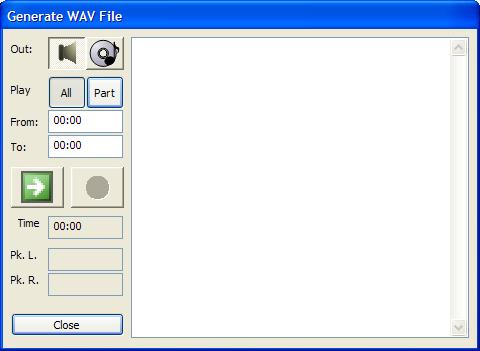 Generate WAV File
Out:
Play All Part
From: 00:00
To: 00:00
Time 00:00
Pk. L.
Pk. R.
Close